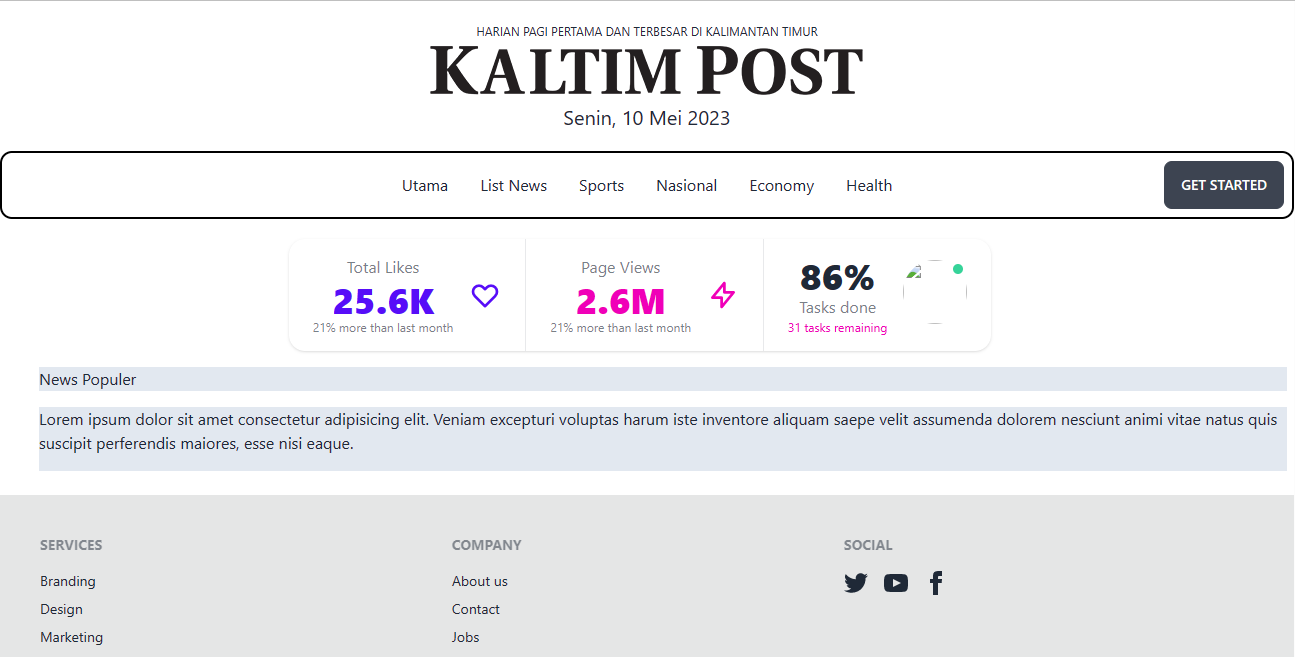 HARIAN PAGI PERTAMA DAN TERBESAR DI KALIMANTAN TIMUR
KALTIM POST
Senin, 10 Mei 2023
Utama List News Sports Nasional Economy Health GET STARTED
Total Likes
25.6K
21% more than last month
Page Views
2.6M
21% more than last month
86%
Tasks done
31 tasks remaining
News Populer
Lorem ipsum dolor sit amet consectetur adipisicing elit. Veniam excepturi voluptas harum iste inventore aliquam saepe velit assumenda dolorem nesciunt animi vitae natus quis
suscipit perferendis maiores, esse nisi eaque.
SERVICES
Branding
Design
Marketing
COMPANY
About us
Contact
Jobs
SOCIAL